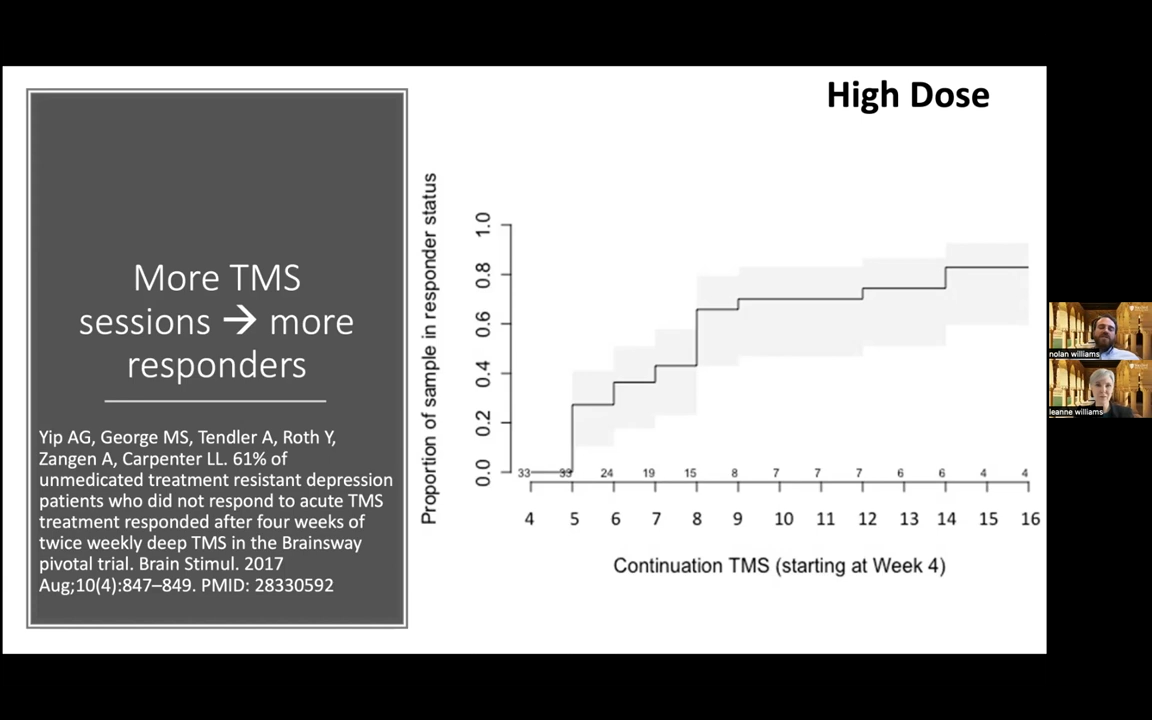 High Dose
More TMS
sessions → more
responders
Yip AG, George MS, Tendler A, Roth Y,
Zangen A, Carpenter LL. 61% of
unmedicated treatment resistant depression
patients who did not respond to acute TMS
treatment responded after four weeks of
twice weekly deep TMS in the Brainsway
pivotal trial. Brain Stimul. 2017
Aug;10(4):847–849. PMID: 28330592
Proportion of sample in responder status
1.0
0.8
0.6
0.4
0.2
0.0
33 33 24 19 15 8 7 7 7 6 6 4 4
4 5 6 7 8 9 10 11 12 13 14 15 16
Continuation TMS (starting at Week 4)
nolan williams
leanne williams